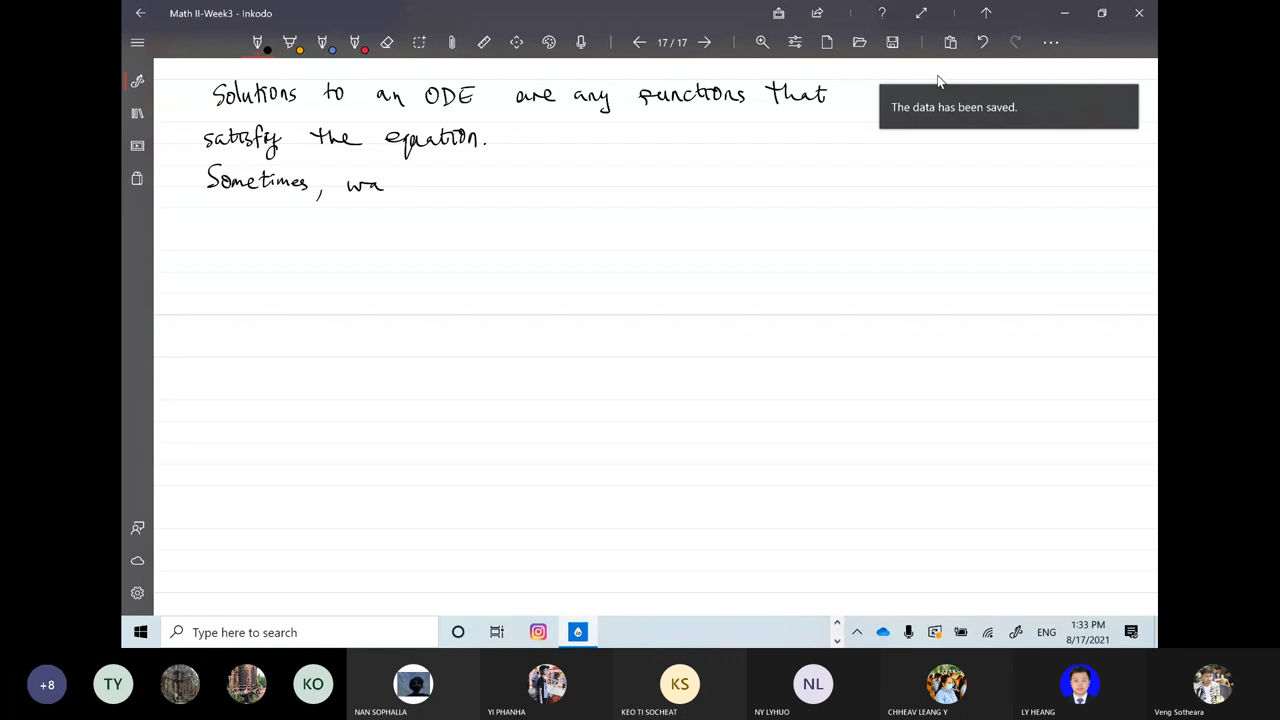 Math II-Week3 - Inkodo
17 / 17
The data has been saved.
Solutions to an ODE are any functions that
satisfy the equation.
Sometimes, wa
Type here to search
ENG
1:33 PM
8/17/2021
+8
TY
KO
KS
NL
NAN SOPHALLA
YI PHANHA
KEO TI SOCHEAT
NY LYHUO
CHHEAV LEANG Y
LY HEANG
Veng Sotheara